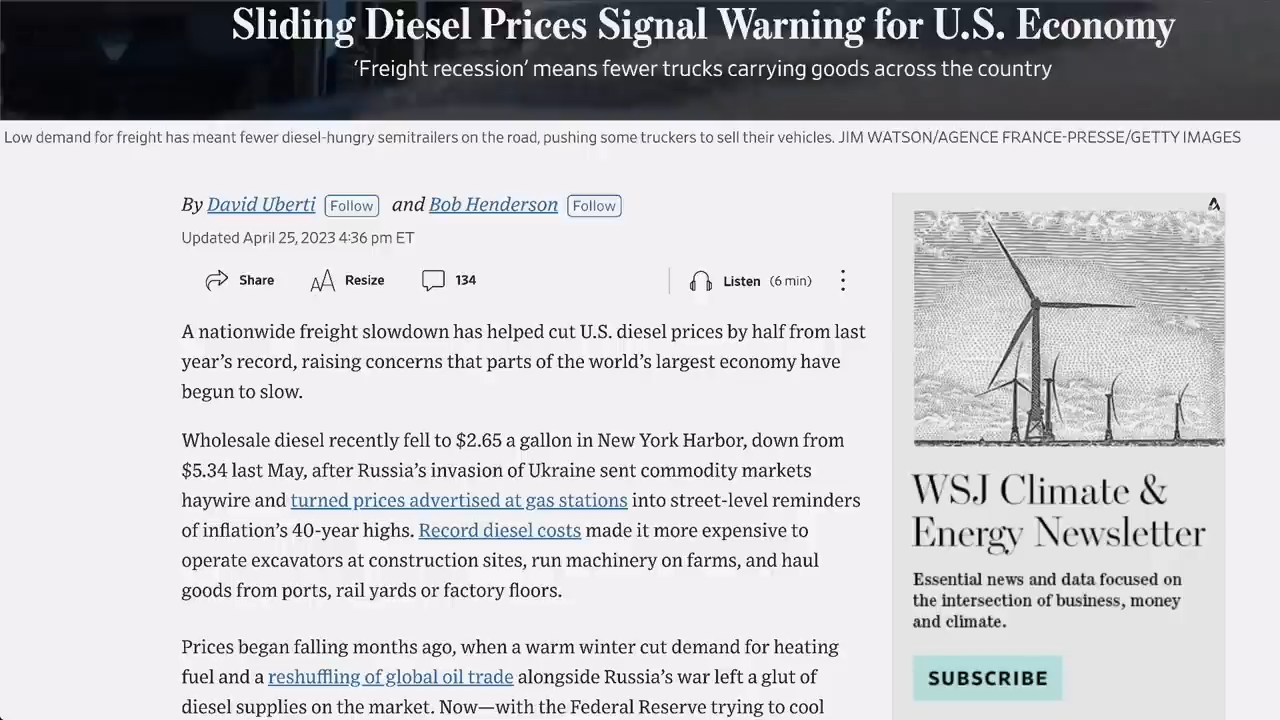 Sliding Diesel Prices Signal Warning for U.S. Economy
‘Freight recession’ means fewer trucks carrying goods across the country
Low demand for freight has meant fewer diesel-hungry semitrailers on the road, pushing some truckers to sell their vehicles. JIM WATSON/AGENCE FRANCE-PRESSE/GETTY IMAGES
By David Uberti Follow and Bob Henderson Follow
Updated April 25, 2023 4:36 pm ET
Share Resize 134 Listen (6 min)
A nationwide freight slowdown has helped cut U.S. diesel prices by half from last
year’s record, raising concerns that parts of the world’s largest economy have
begun to slow.
Wholesale diesel recently fell to $2.65 a gallon in New York Harbor, down from
$5.34 last May, after Russia’s invasion of Ukraine sent commodity markets
haywire and turned prices advertised at gas stations into street-level reminders
of inflation’s 40-year highs. Record diesel costs made it more expensive to
operate excavators at construction sites, run machinery on farms, and haul
goods from ports, rail yards or factory floors.
Prices began falling months ago, when a warm winter cut demand for heating
fuel and a reshuffling of global oil trade alongside Russia’s war left a glut of
diesel supplies on the market. Now—with the Federal Reserve trying to cool
WSJ Climate &
Energy Newsletter
Essential news and data focused on
the intersection of business, money
and climate.
SUBSCRIBE